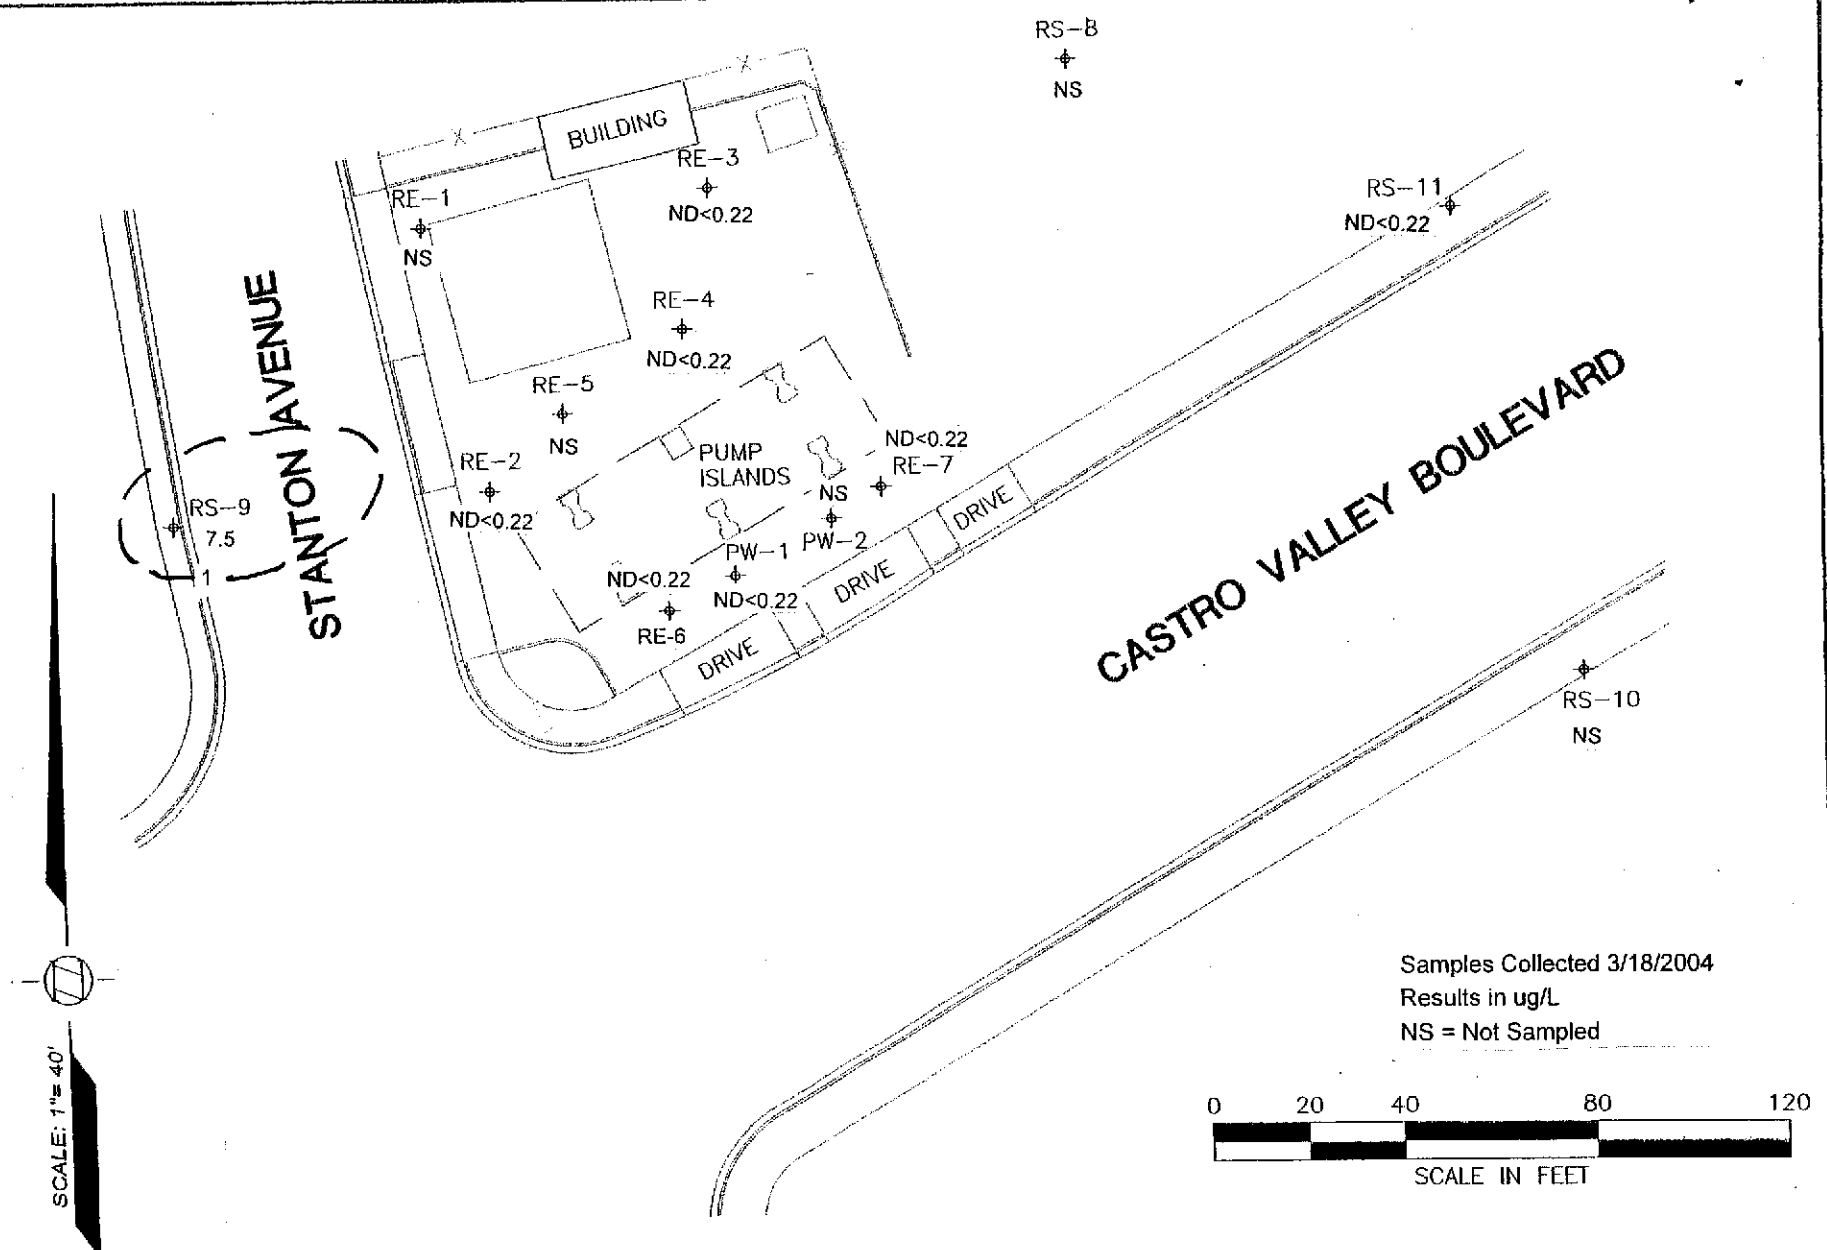 RS-8
NS
BUILDING
RE-3
ND<0.22
RE-1
NS
RS-11
ND<0.22
RE-4
ND<0.22
RE-5
NS
RE-2
ND<0.22
PUMP
ISLANDS
ND<0.22
RE-7
NS
PW-2
PW-1
ND<0.22
ND<0.22
RE-6
DRIVE
DRIVE
DRIVE
STANTON AVENUE
RS-9
7.5
1
CASTRO VALLEY BOULEVARD
RS-10
NS
Samples Collected 3/18/2004
Results in ug/L
NS = Not Sampled
0 20 40 80 120
SCALE IN FEET
SCALE: 1"= 40'